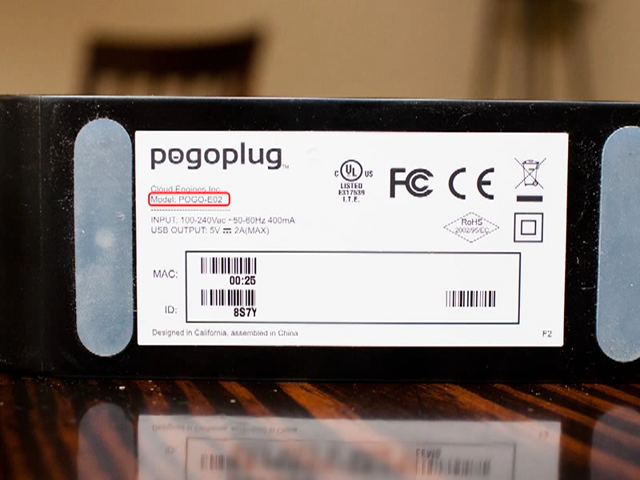 pogoplug™
Cloud Engines Inc.
Model: POGO-E02
INPUT: 100-240Vac ~50-60Hz 400mA
USB OUTPUT: 5V 2A(MAX)
C UL US
LISTED
E317539
I.T.E.
FC CE
RoHS
2002/95/EC
MAC:
00:25
ID:
8S7Y
Designed in California, assembled in China
P2